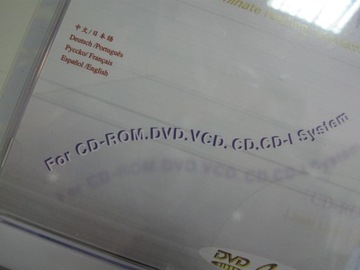 中文/日本語
Deutsch/Português
Русско/Français
Español/English
For CD-ROM.DVD.VCD.CD.CD-I System
DVD